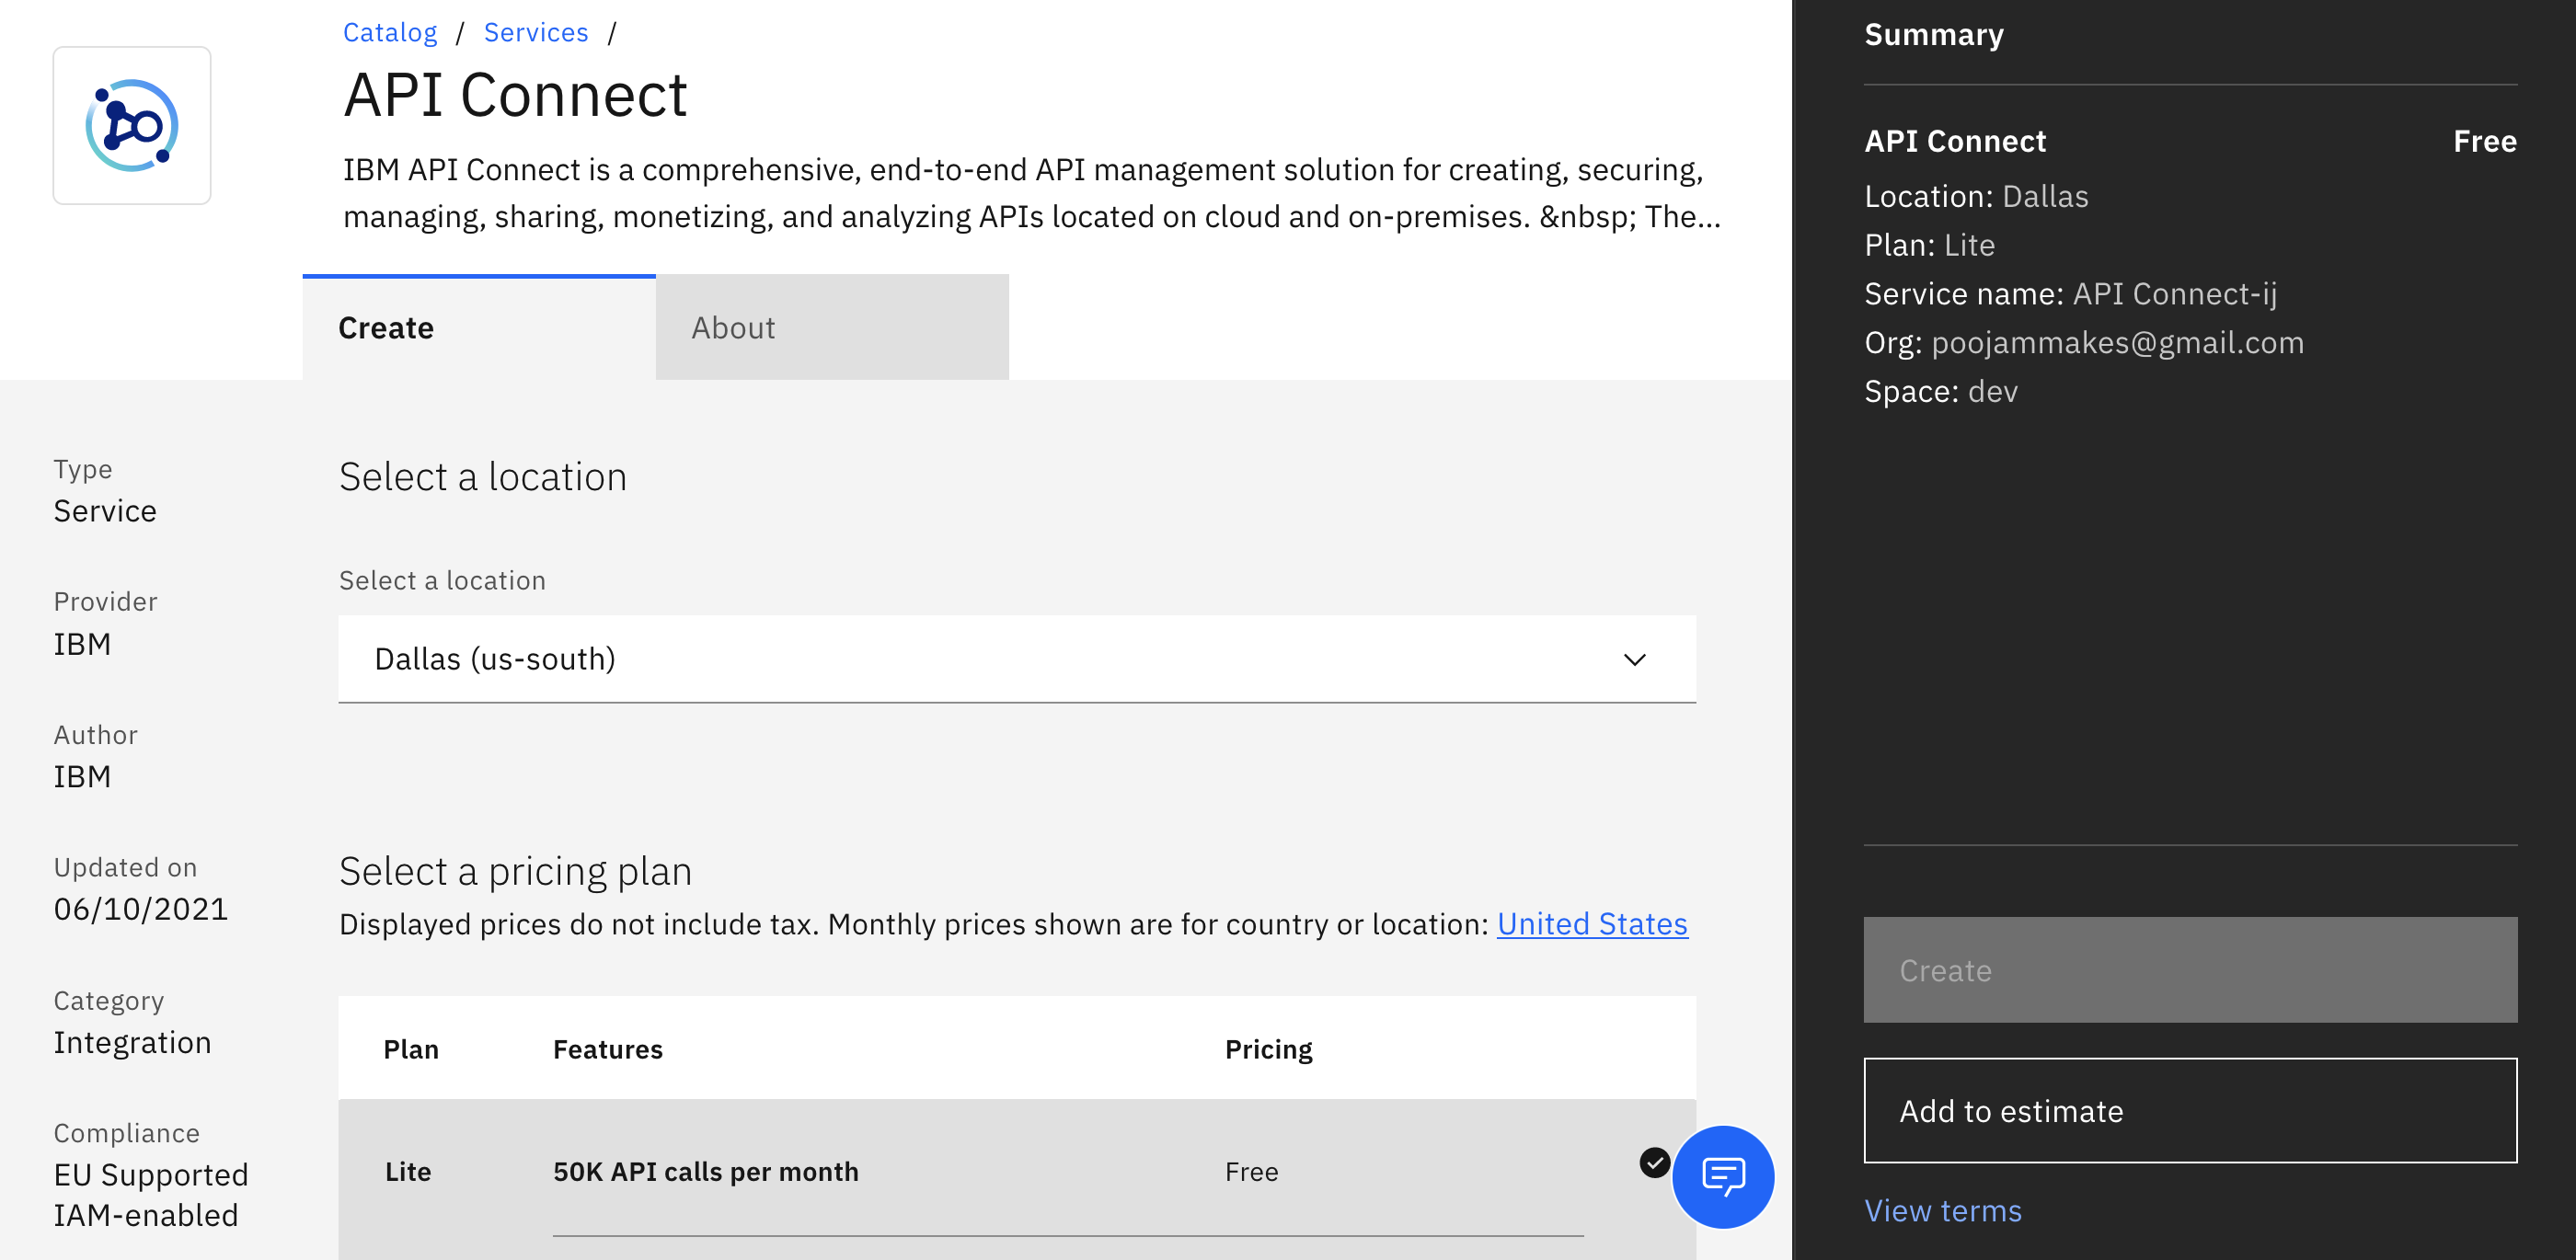 Catalog / Services /
API Connect
IBM API Connect is a comprehensive, end-to-end API management solution for creating, securing,
managing, sharing, monetizing, and analyzing APIs located on cloud and on-premises. &nbsp; The...
Create
About
Type
Service
Provider
IBM
Author
IBM
Updated on
06/10/2021
Category
Integration
Compliance
EU Supported
IAM-enabled
Select a location
Select a location
Dallas (us-south)
Select a pricing plan
Displayed prices do not include tax. Monthly prices shown are for country or location: United States
Plan Features Pricing
Lite 50K API calls per month Free
Summary
API Connect Free
Location: Dallas
Plan: Lite
Service name: API Connect-ij
Org: poojammakes@gmail.com
Space: dev
Create
Add to estimate
View terms